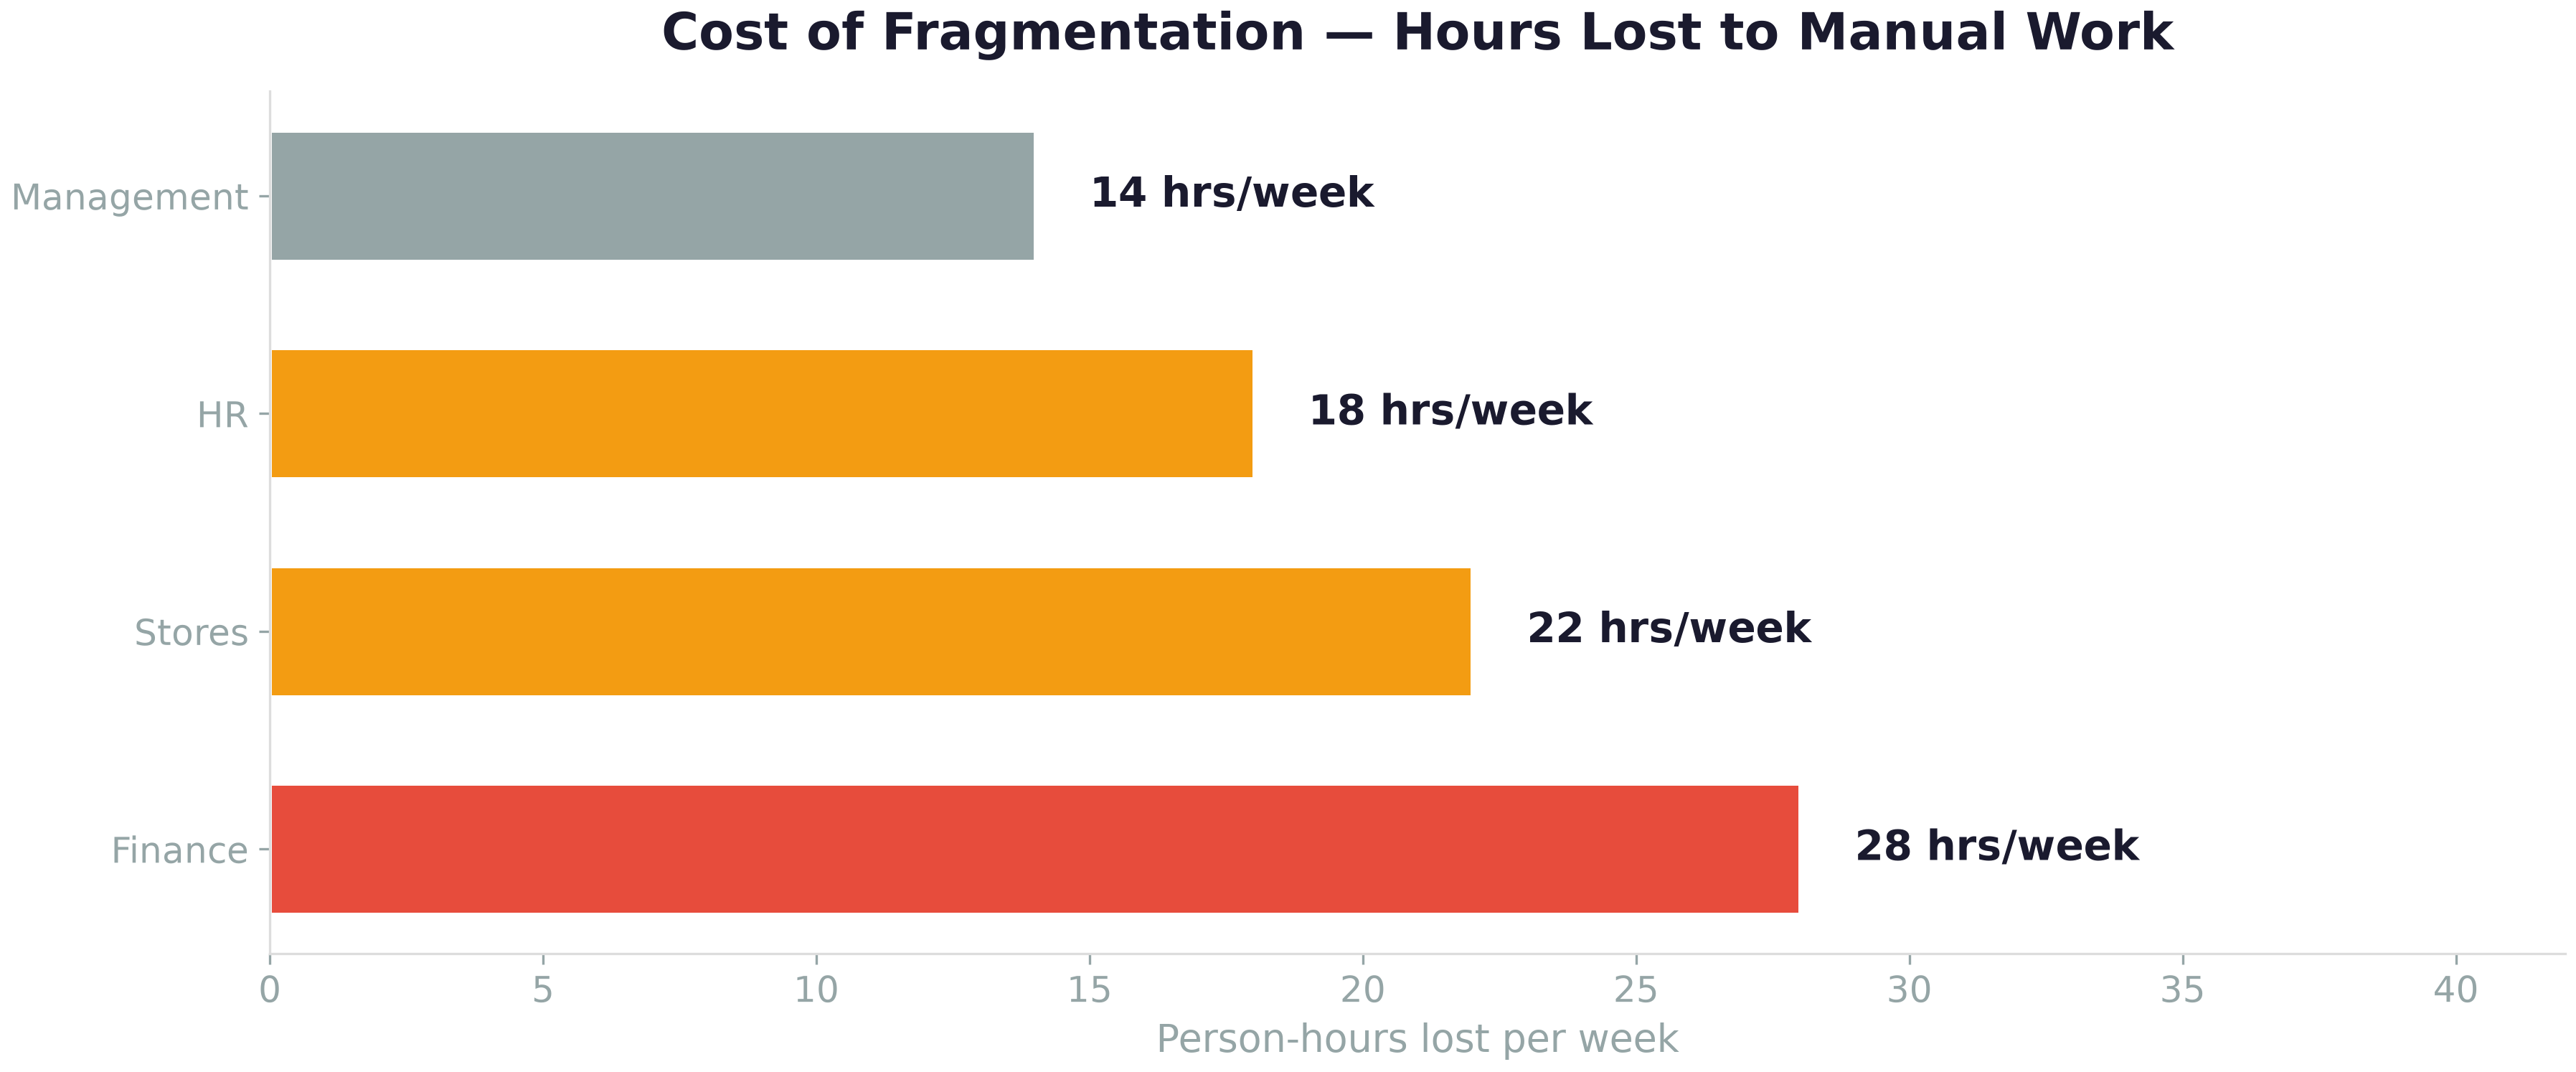 Cost of Fragmentation — Hours Lost to Manual Work
Management
14 hrs/week
HR
18 hrs/week
Stores
22 hrs/week
Finance
28 hrs/week
0 5 10 15 20 25 30 35 40
Person-hours lost per week